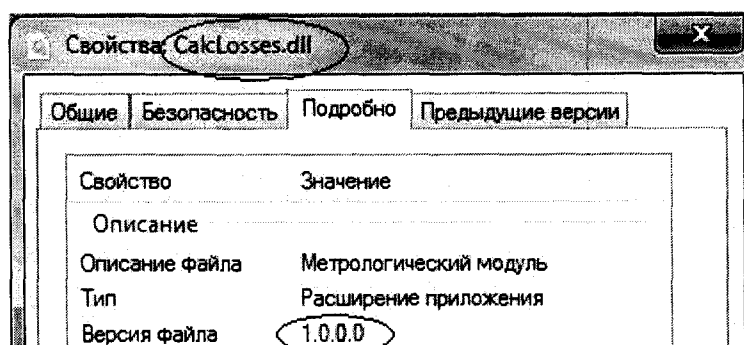 Свойства: CalcLosses.dll
Общие Безопасность Подробно Предыдущие версии
Свойство Значение
Описание
Описание файла Метрологический модуль
Тип Расширение приложения
Версия файла 1.0.0.0